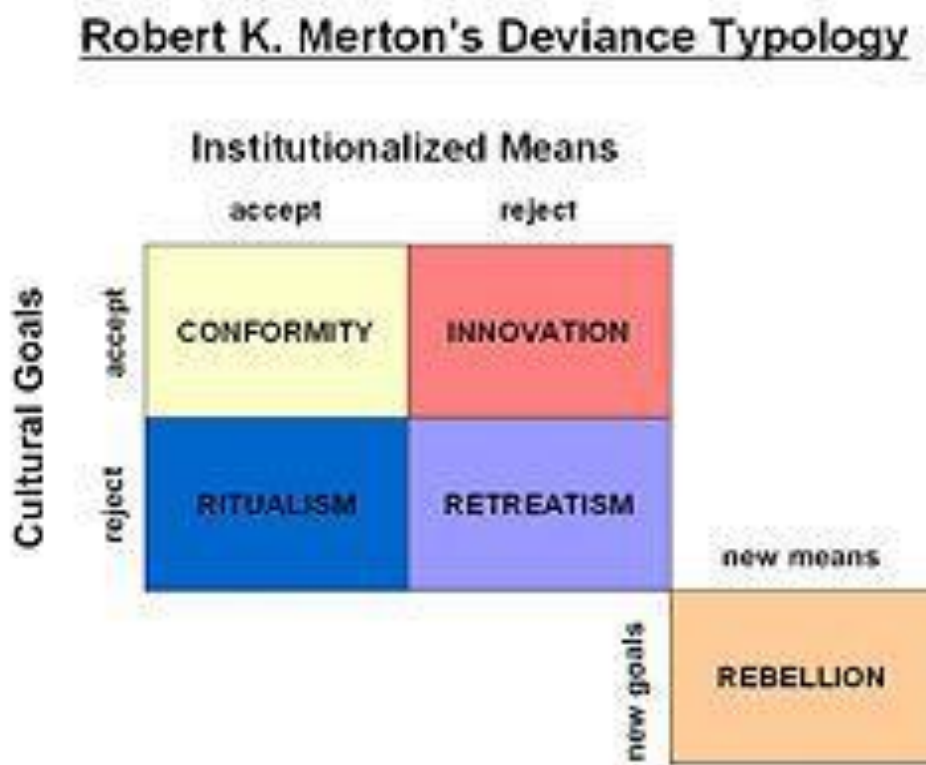 Robert K. Merton's Deviance Typology
Institutionalized Means
accept reject
Cultural Goals
accept
CONFORMITY INNOVATION
reject
RITUALISM RETREATISM
new means
new goals
REBELLION